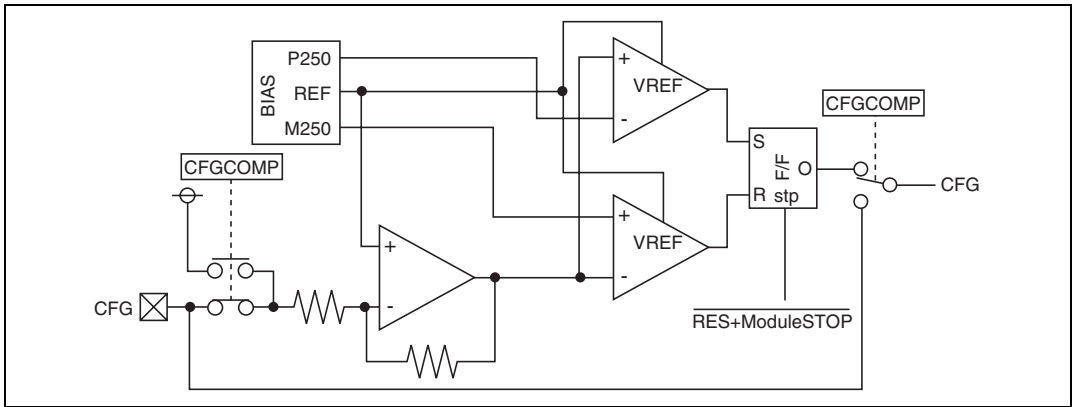 P250
REF
M250
BIAS
CFGCOMP
+
-
VREF
+
-
VREF
+
-
S
R
F/F
O
stp
CFGCOMP
CFG
CFG
RES+ModuleSTOP